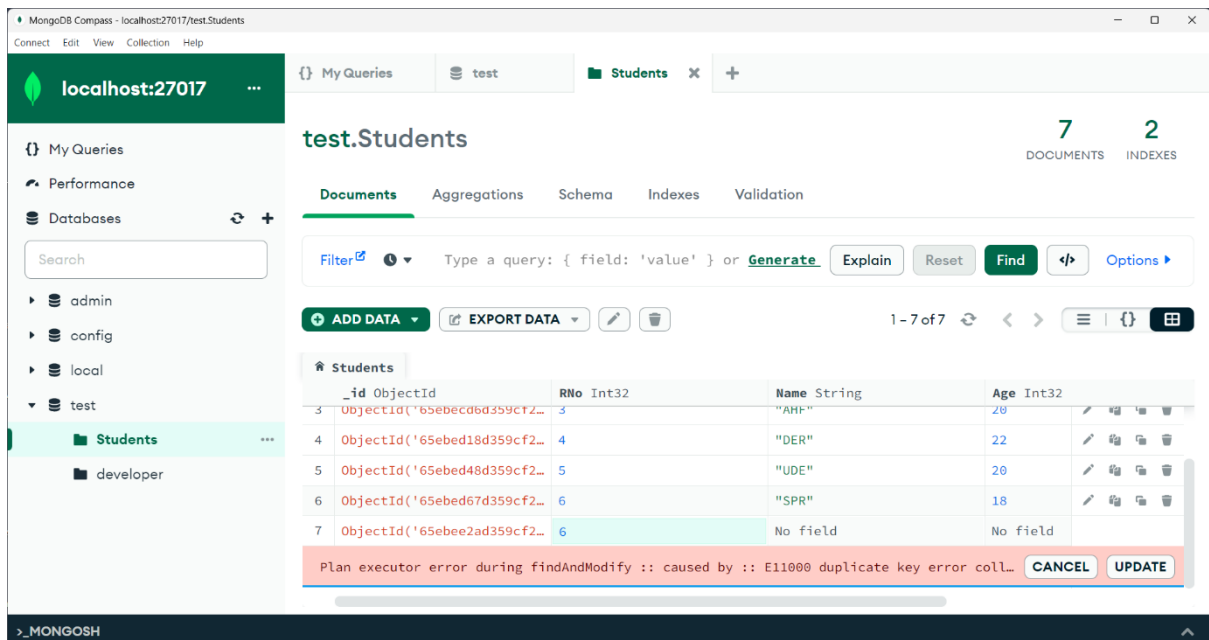 MongoDB Compass - localhost:27017/test.Students
Connect Edit View Collection Help
localhost:27017 ...
{} My Queries
Performance
Databases
Search
admin
config
local
test
Students ...
developer
{} My Queries test Students +
test.Students
7 DOCUMENTS
2 INDEXES
Documents Aggregations Schema Indexes Validation
Filter Type a query: { field: 'value' } or Generate Explain Reset Find </> Options
ADD DATA EXPORT DATA 1 – 7 of 7 {}
Students
_id ObjectId RNo Int32 Name String Age Int32
3 ObjectId('65ebecd6d359cf2... 3 "AHF" 20
4 ObjectId('65ebed18d359cf2... 4 "DER" 22
5 ObjectId('65ebed48d359cf2... 5 "UDE" 20
6 ObjectId('65ebed67d359cf2... 6 "SPR" 18
7 ObjectId('65ebee2ad359cf2... 6 No field No field
Plan executor error during findAndModify :: caused by :: E11000 duplicate key error coll... CANCEL UPDATE
>_MONGOSH